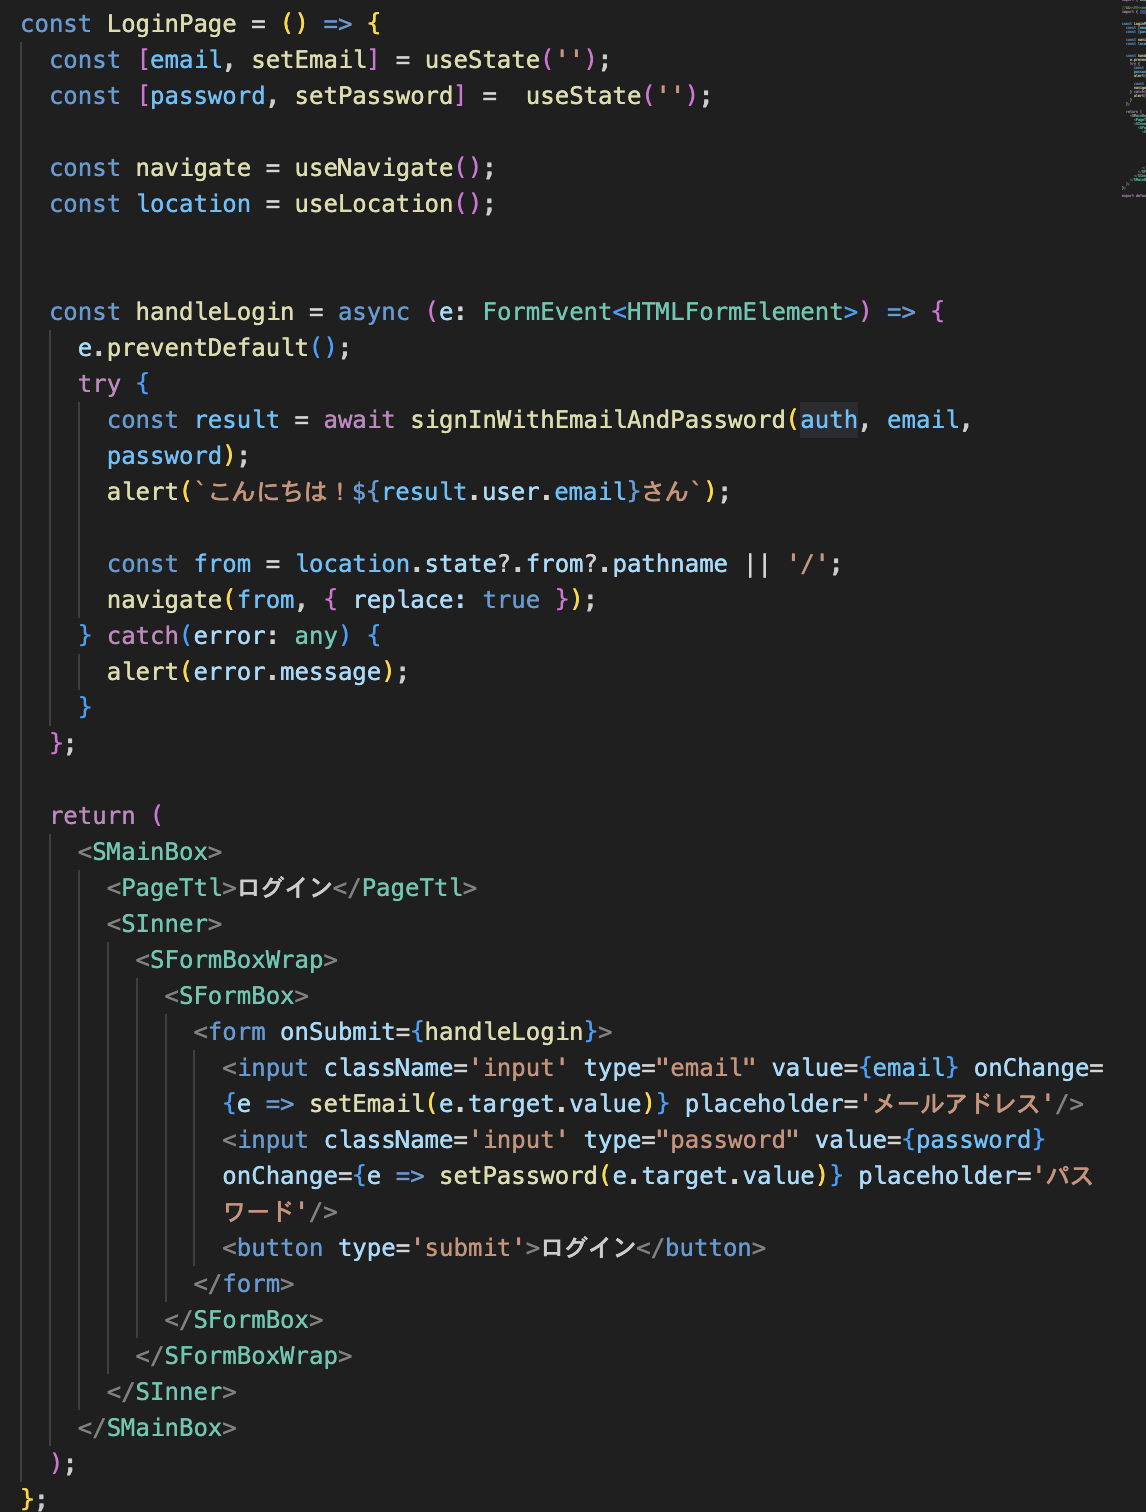 const LoginPage = () => {
  const [email, setEmail] = useState('');
  const [password, setPassword] =  useState('');

  const navigate = useNavigate();
  const location = useLocation();


  const handleLogin = async (e: FormEvent<HTMLFormElement>) => {
    e.preventDefault();
    try {
      const result = await signInWithEmailAndPassword(auth, email,
      password);
      alert(`こんにちは！${result.user.email}さん`);

      const from = location.state?.from?.pathname || '/';
      navigate(from, { replace: true });
    } catch(error: any) {
      alert(error.message);
    }
  };

  return (
    <SMainBox>
      <PageTtl>ログイン</PageTtl>
      <SInner>
        <SFormBoxWrap>
          <SFormBox>
            <form onSubmit={handleLogin}>
              <input className='input' type="email" value={email} onChange=
              {e => setEmail(e.target.value)} placeholder='メールアドレス'/>
              <input className='input' type="password" value={password}
              onChange={e => setPassword(e.target.value)} placeholder='パス
              ワード'/>
              <button type='submit'>ログイン</button>
            </form>
          </SFormBox>
        </SFormBoxWrap>
      </SInner>
    </SMainBox>
  );
};